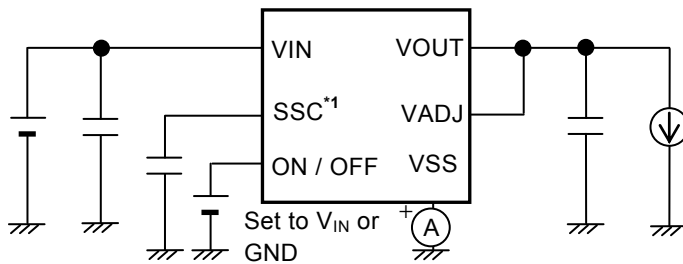 VIN
VOUT
SSC*1
VADJ
ON / OFF
VSS
Set to VIN or
GND
+
A